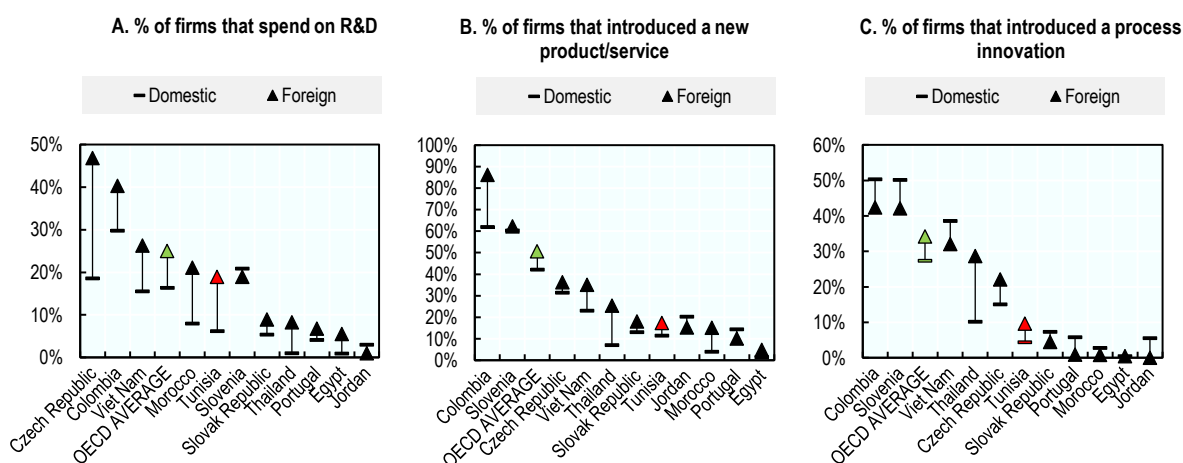 A. % of firms that spend on R&D
Domestic
Foreign
50%
40%
30%
20%
10%
0%
Czech Republic
Colombia
Viet Nam
OECD AVERAGE
Morocco
Tunisia
Slovenia
Slovak Republic
Thailand
Portugal
Egypt
Jordan
B. % of firms that introduced a new
product/service
Domestic
Foreign
100%
90%
80%
70%
60%
50%
40%
30%
20%
10%
0%
Colombia
Slovenia
OECD AVERAGE
Czech Republic
Viet Nam
Thailand
Slovak Republic
Tunisia
Jordan
Morocco
Portugal
Egypt
C. % of firms that introduced a process
innovation
Domestic
Foreign
60%
50%
40%
30%
20%
10%
0%
Colombia
Slovenia
OECD AVERAGE
Viet Nam
Thailand
Czech Republic
Tunisia
Slovak Republic
Portugal
Morocco
Egypt
Jordan